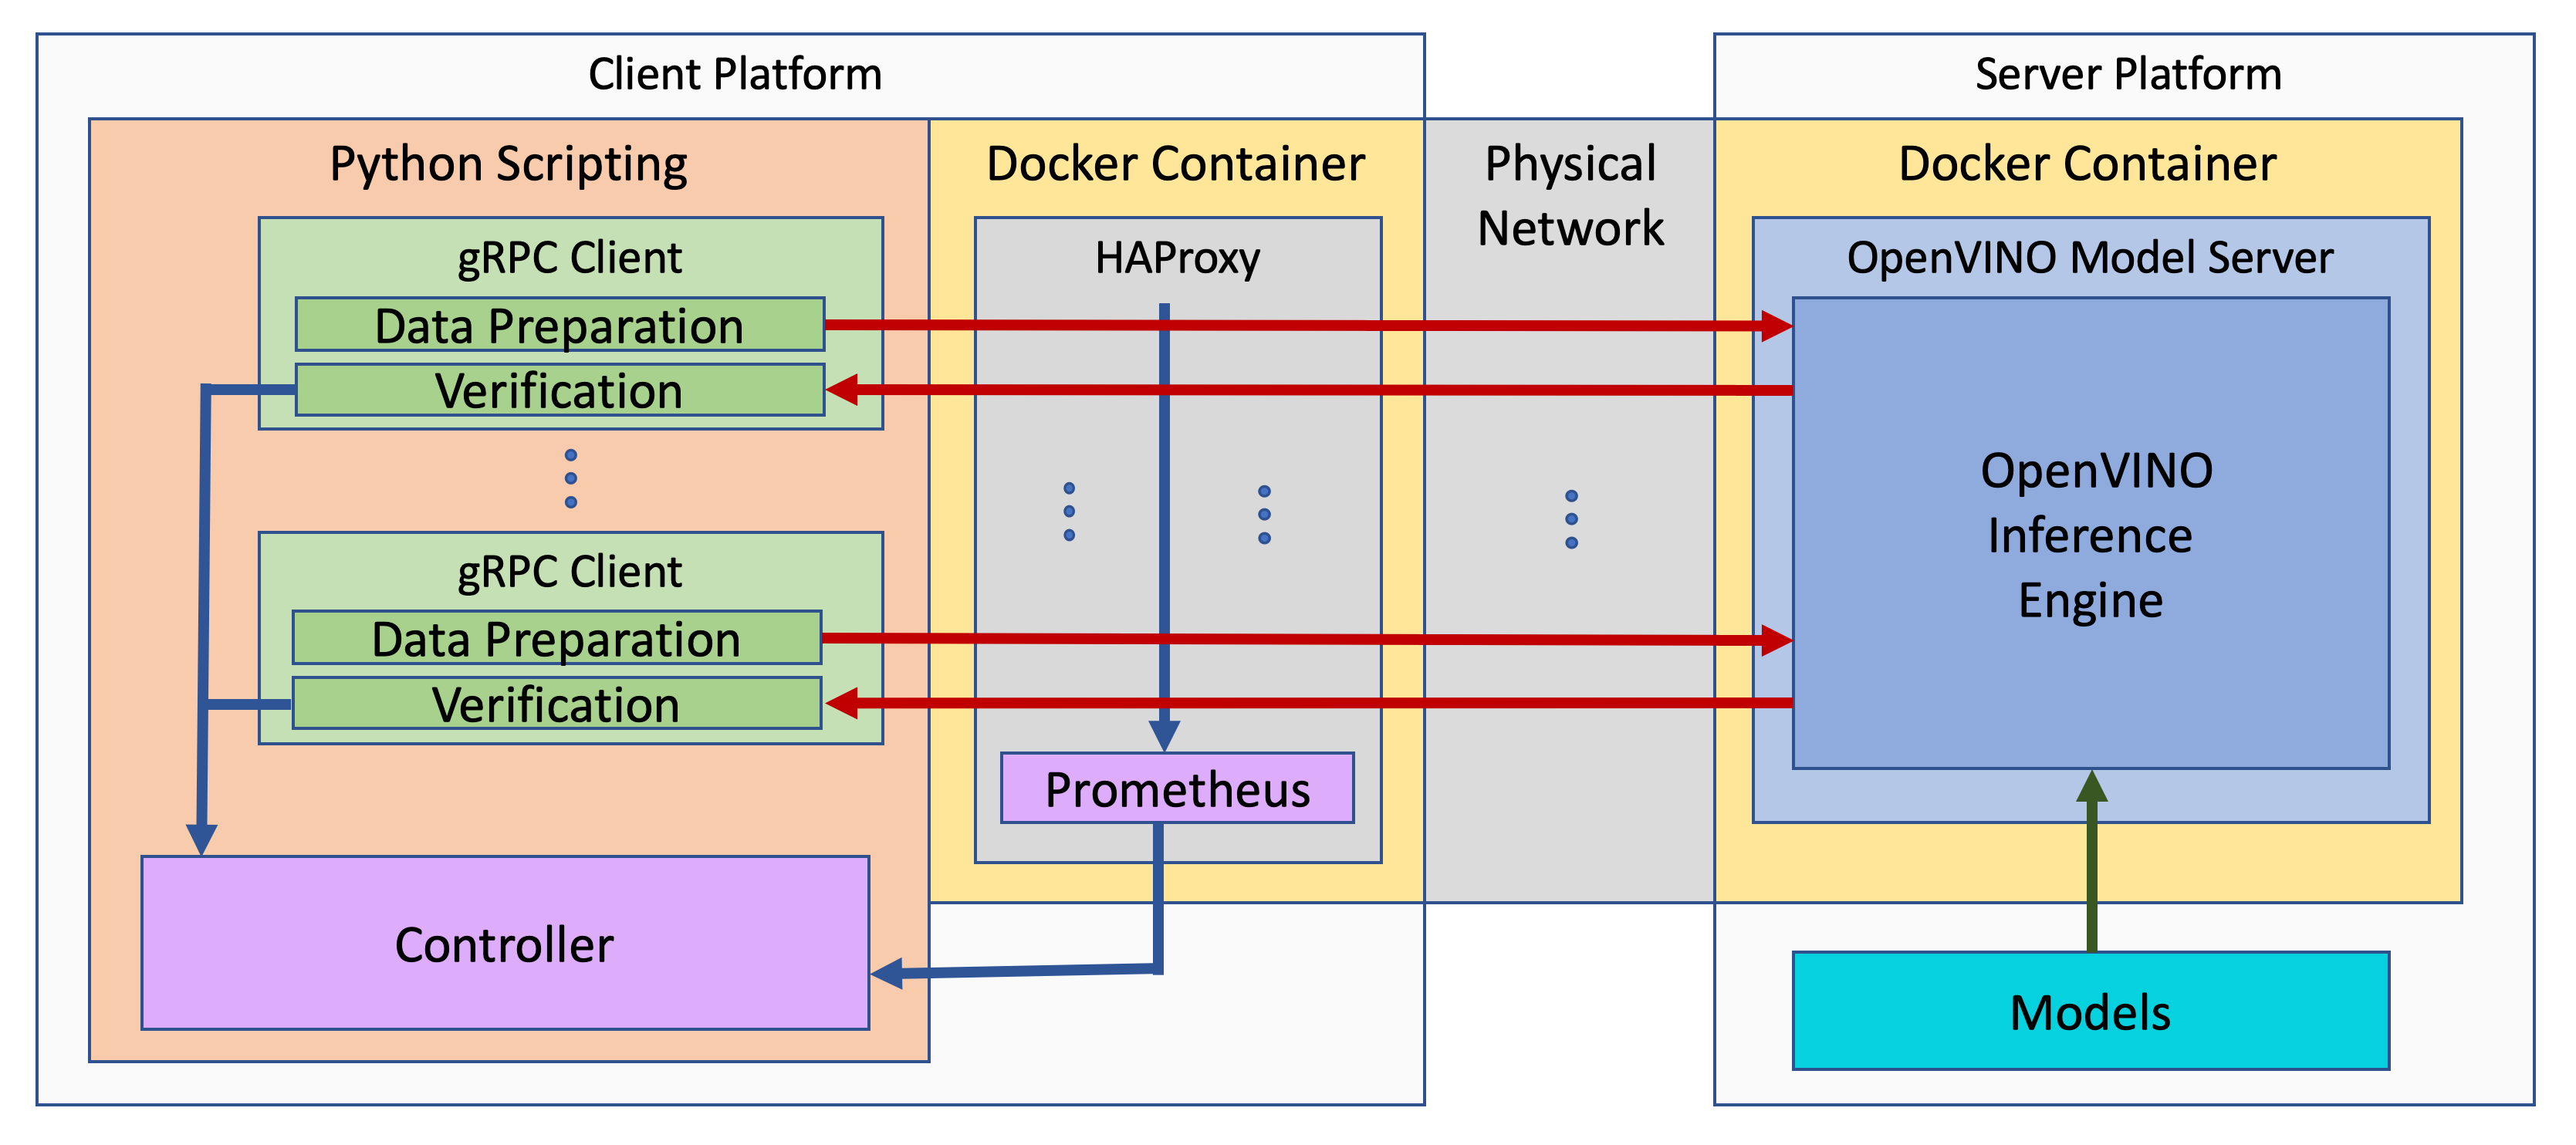 Client Platform
Server Platform
Python Scripting
Docker Container
Physical
Network
Docker Container
gRPC Client
Data Preparation
Verification
gRPC Client
Data Preparation
Verification
Controller
HAProxy
Prometheus
OpenVINO Model Server
OpenVINO
Inference
Engine
Models